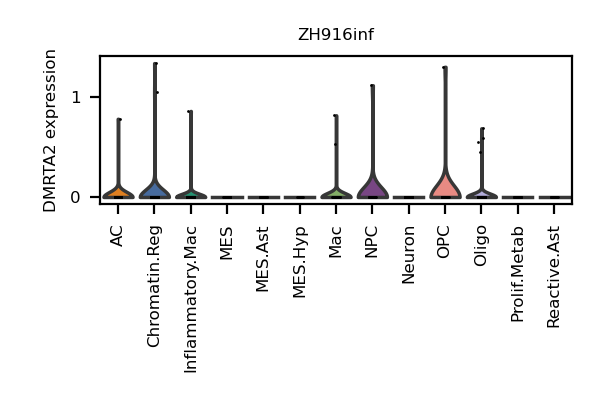 ZH916inf
DMRTA2 expression
1
0
AC
Chromatin.Reg
Inflammatory.Mac
MES
MES.Ast
MES.Hyp
Mac
NPC
Neuron
OPC
Oligo
Prolif.Metab
Reactive.Ast